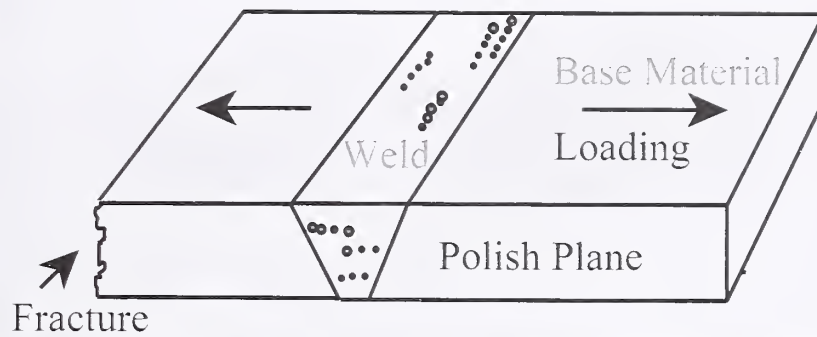 Base Material
Weld
Loading
Polish Plane
Fracture